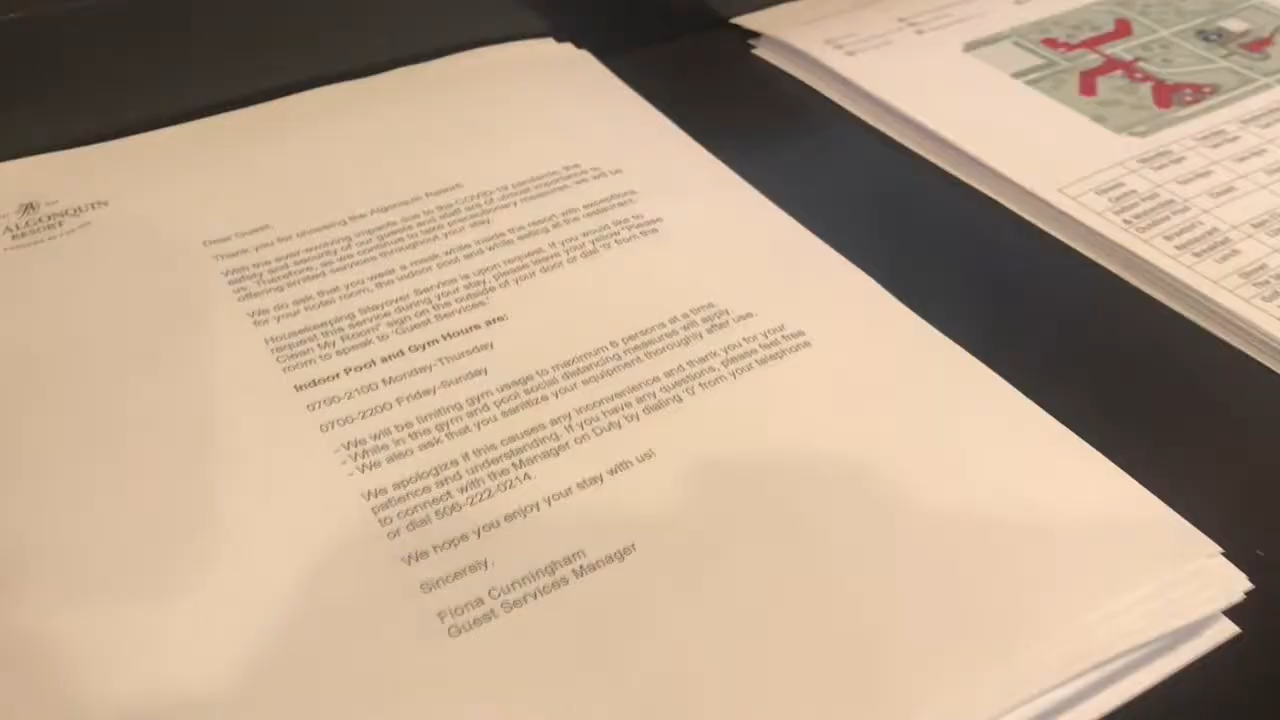 ALGONQUIN
RESORT
Dear Guest,
Thank you for choosing the Algonquin Resort!
With the ever-evolving impacts due to the COVID-19 pandemic, the
safety and security of our guests and staff are of utmost importance to
us. Therefore, as we continue to take precautionary measures, we will be
offering limited services throughout your stay.
We do ask that you wear a mask while inside the resort with exceptions
for your hotel room, the indoor pool and while eating at the restaurant.
Housekeeping Stayover Service is upon request. If you would like to
request this service during your stay, please leave your yellow "Please
Clean My Room" sign on the outside of your door or dial '0' from the
room to speak to 'Guest Services.'
Indoor Pool and Gym Hours are:
0700-2100 Monday-Thursday
0700-2200 Friday-Sunday
- We will be limiting gym usage to maximum 6 persons at a time.
- While in the gym and pool social distancing measures will apply.
- We also ask that you sanitize your equipment thoroughly after use.
We apologize if this causes any inconvenience and thank you for your
patience and understanding. If you have any questions, please feel free
to connect with the Manager on Duty by dialing '0' from your telephone
or dial 506-222-0214.
We hope you enjoy your stay with us!
Sincerely,
Fiona Cunningham
Guest Services Manager